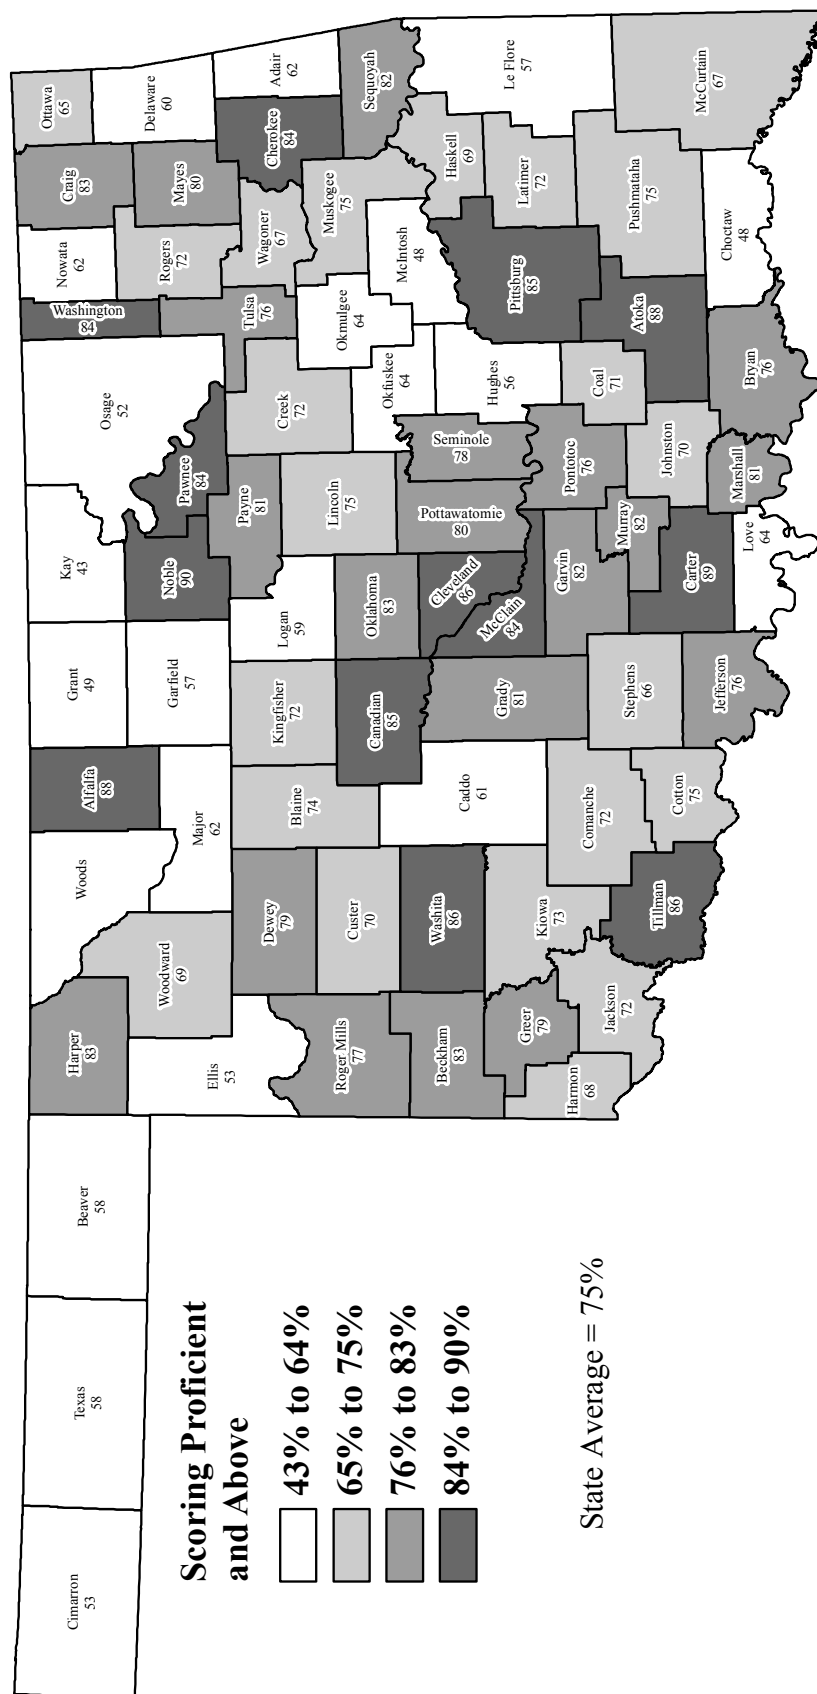 Cimarron
53
Texas
58
Beaver
58
Harper
83
Ellis
53
Woodward
69
Woods
Alfalfa
88
Major
62
Grant
49
Garfield
57
Kay
43
Noble
90
Osage
52
Pawnee
84
Payne
81
Washington
84
Nowata
62
Rogers
72
Tulsa
76
Craig
83
Mayes
80
Ottawa
65
Delaware
60
Adair
62
Cherokee
84
Wagoner
67
Sequoyah
82
Muskogee
75
Okmulgee
64
Creek
72
Lincoln
75
Logan
59
Kingfisher
72
Blaine
74
Dewey
79
Roger Mills
77
Custer
70
Canadian
85
Oklahoma
83
Okfuskee
64
McIntosh
48
Haskell
69
Le Flore
57
Latimer
72
Pittsburg
85
Hughes
56
Seminole
78
Pottawatomie
80
Cleveland
86
McClain
84
Grady
81
Caddo
61
Washita
86
Beckham
83
Greer
79
Kiowa
73
Harmon
68
Jackson
72
Tillman
86
Comanche
72
Cotton
75
Stephens
66
Jefferson
76
Garvin
82
Murray
82
Carter
89
Love
64
Pontotoc
76
Johnston
70
Marshall
81
Coal
71
Atoka
88
Bryan
76
Pushmataha
75
Choctaw
48
McCurtain
67
Scoring Proficient
and Above
43% to 64%
65% to 75%
76% to 83%
84% to 90%
State Average = 75%